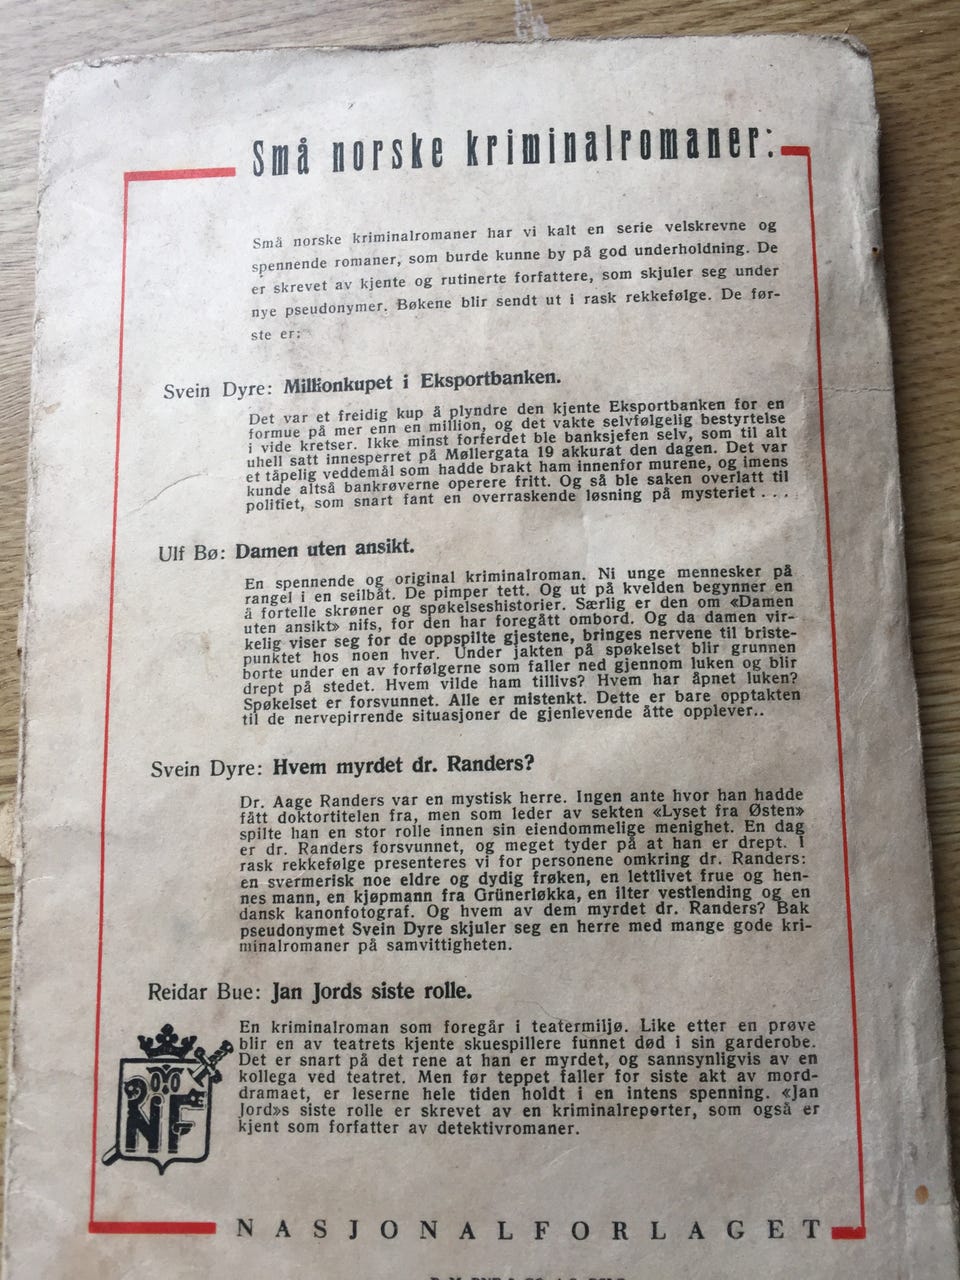 Små norske kriminalromaner:
Små norske kriminalromaner har vi kalt en serie velskrevne og
spennende romaner, som burde kunne by på god underholdning. De
er skrevet av kjente og rutinerte forfattere, som skjuler seg under
nye pseudonymer. Bøkene blir sendt ut i rask rekkefølge. De før-
ste er:
Svein Dyre: Millionkupet i Eksportbanken.
Det var et freidig kup å plyndre den kjente Eksportbanken for en
formue på mer enn en million, og det vakte selvfølgelig bestyrtelse
i vide kretser. Ikke minst forferdet ble banksjefen selv, som til alt
uhell satt innesperret på Møllergata 19 akkurat den dagen. Det var
et tåpelig veddemål som hadde brakt ham innenfor murene, og imens
kunde altså bankrøverne operere fritt. Og så ble saken overlatt til
politiet, som snart fant en overraskende løsning på mysteriet . . .
Ulf Bø: Damen uten ansikt.
En spennende og original kriminalroman. Ni unge mennesker på
rangel i en seilbåt. De pimper tett. Og ut på kvelden begynner en
å fortelle skrøner og spøkelseshistorier. Særlig er den om «Damen
uten ansikt» nifs, for den har foregått ombord. Og da damen vir-
kelig viser seg for de oppspilte gjestene, bringes nervene til briste-
punktet hos noen hver. Under jakten på spøkelset blir grunnen
borte under en av forfølgerne som faller ned gjennom luken og blir
drept på stedet. Hvem vilde ham tillivs? Hvem har åpnet luken?
Spøkelset er forsvunnet. Alle er mistenkt. Dette er bare opptakten
til de nervepirrende situasjoner de gjenlevende åtte opplever..
Svein Dyre: Hvem myrdet dr. Randers?
Dr. Aage Randers var en mystisk herre. Ingen ante hvor han hadde
fått doktortitelen fra, men som leder av sekten «Lyset fra Østen»
spilte han en stor rolle innen sin eiendommelige menighet. En dag
er dr. Randers forsvunnet, og meget tyder på at han er drept. I
rask rekkefølge presenteres vi for personene omkring dr. Randers:
en svermerisk noe eldre og dydig frøken, en lettlivet frue og hen-
nes mann, en kjøpmann fra Grünerløkka, en ilter vestlending og en
dansk kanonfotograf. Og hvem av dem myrdet dr. Randers? Bak
pseudonymet Svein Dyre skjuler seg en herre med mange gode kri-
minalromaner på samvittigheten.
Reidar Bue: Jan Jords siste rolle.
En kriminalroman som foregår i teatermiljø. Like etter en prøve
blir en av teatrets kjente skuespillere funnet død i sin garderobe.
Det er snart på det rene at han er myrdet, og sannsynligvis av en
kollega ved teatret. Men før teppet faller for siste akt av mord-
dramaet, er leserne hele tiden holdt i en intens spenning. «Jan
Jord»s siste rolle er skrevet av en kriminalreporter, som også er
kjent som forfatter av detektivromaner.
NF
NASJONALFORLAGET